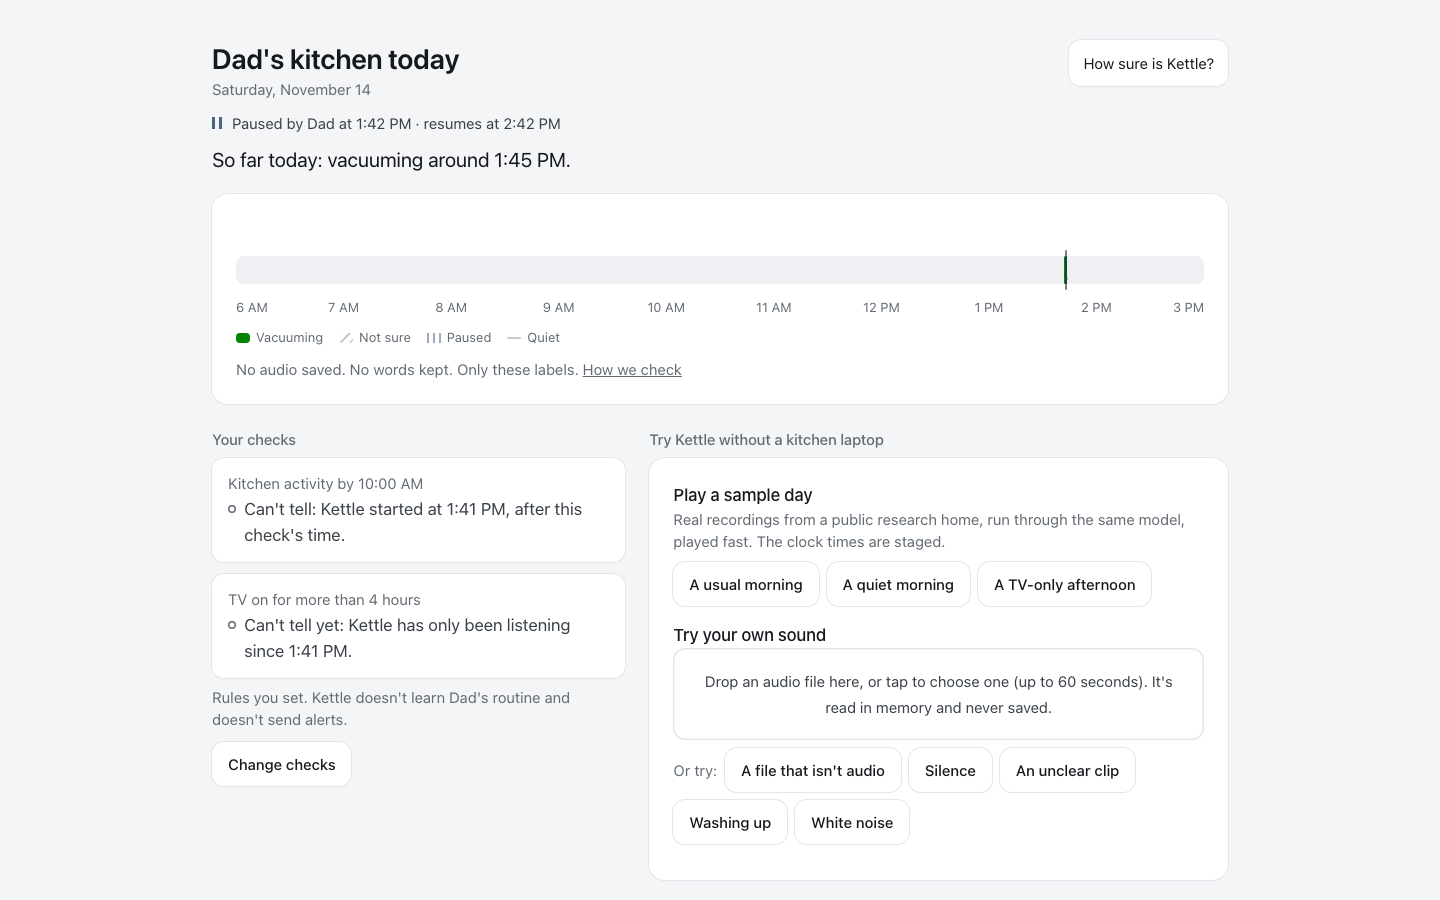 Dad's kitchen today
How sure is Kettle?
Saturday, November 14
Paused by Dad at 1:42 PM · resumes at 2:42 PM
So far today: vacuuming around 1:45 PM.
6 AM 7 AM 8 AM 9 AM 10 AM 11 AM 12 PM 1 PM 2 PM 3 PM
Vacuuming Not sure Paused Quiet
No audio saved. No words kept. Only these labels. How we check
Your checks
Kitchen activity by 10:00 AM
Can't tell: Kettle started at 1:41 PM, after this
check's time.
TV on for more than 4 hours
Can't tell yet: Kettle has only been listening
since 1:41 PM.
Rules you set. Kettle doesn't learn Dad's routine and
doesn't send alerts.
Change checks
Try Kettle without a kitchen laptop
Play a sample day
Real recordings from a public research home, run through the same model,
played fast. The clock times are staged.
A usual morning A quiet morning A TV-only afternoon
Try your own sound
Drop an audio file here, or tap to choose one (up to 60 seconds). It's
read in memory and never saved.
Or try: A file that isn't audio Silence An unclear clip
Washing up White noise